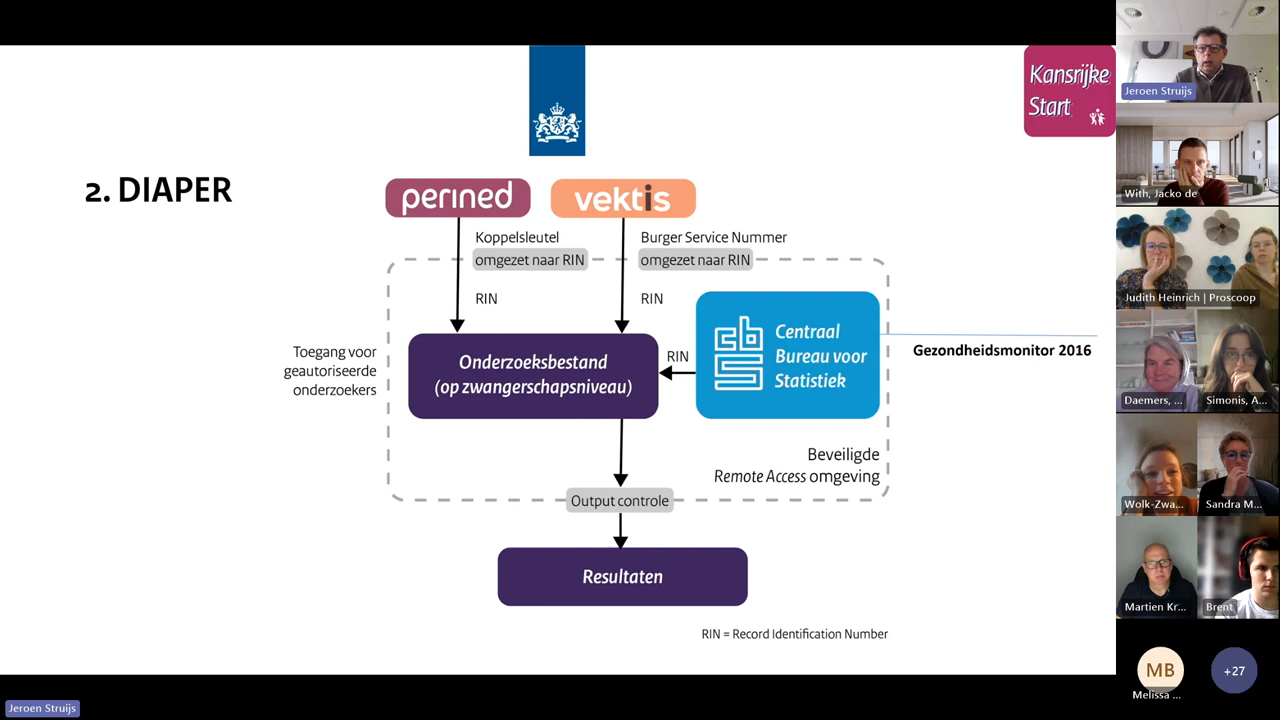 2. DIAPER
perined
vektis
Kansrijke
Start
Koppelsleutel
omgezet naar RIN
Burger Service Nummer
omgezet naar RIN
RIN
RIN
Toegang voor
geautoriseerde
onderzoekers
Onderzoeksbestand
(op zwangerschapsniveau)
RIN
cbs
Centraal
Bureau voor
Statistiek
Gezondheidsmonitor 2016
Beveiligde
Remote Access omgeving
Output controle
Resultaten
RIN = Record Identification Number
Jeroen Struijs
Jeroen Struijs
With, Jacko de
Judith Heinrich | Proscoop
Daemers, ...
Simonis, A...
Wolk-Zwa...
Sandra M...
Martien Kr...
Brent
MB
Melissa ...
+27